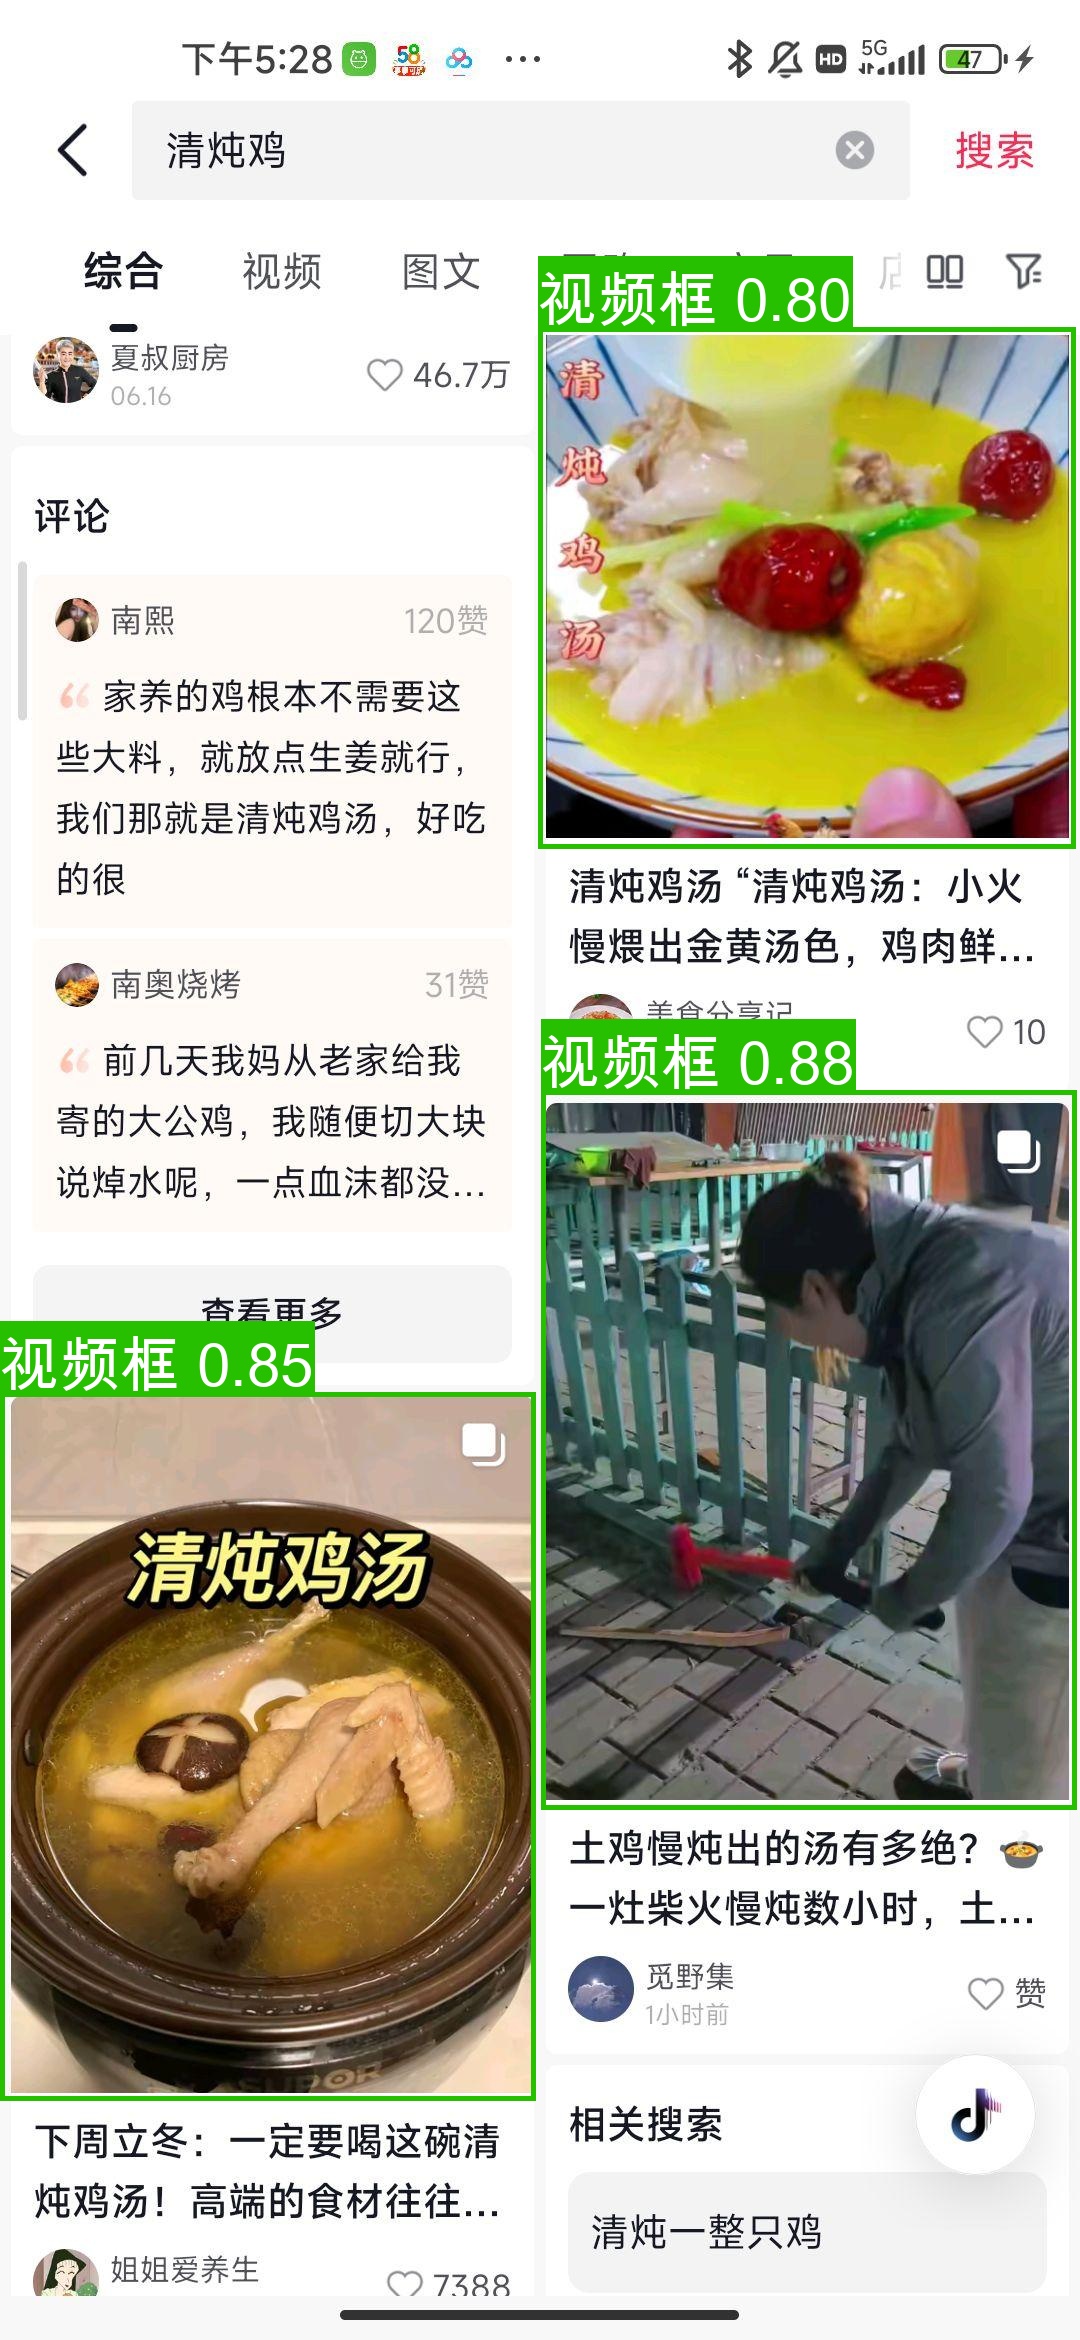 下午5:28
58
HD
5G
47
清炖鸡
搜索
综合
视频
图文
夏叔厨房
06.16
46.7万
评论
南熙
120赞
家养的鸡根本不需要这
些大料，就放点生姜就行，
我们那就是清炖鸡汤，好吃
的很
南奥烧烤
31赞
前几天我妈从老家给我
寄的大公鸡，我随便切大块
说焯水呢，一点血沫都没...
查看更多
视频框 0.85
清炖鸡汤
下周立冬：一定要喝这碗清
炖鸡汤！高端的食材往往...
姐姐爱养生
7388
视频框 0.80
清炖鸡汤
清炖鸡汤 “清炖鸡汤：小火
慢煨出金黄汤色，鸡肉鲜...
美食分享记
10
视频框 0.88
土鸡慢炖出的汤有多绝？
一灶柴火慢炖数小时，土...
觅野集
1小时前
赞
相关搜索
清炖一整只鸡